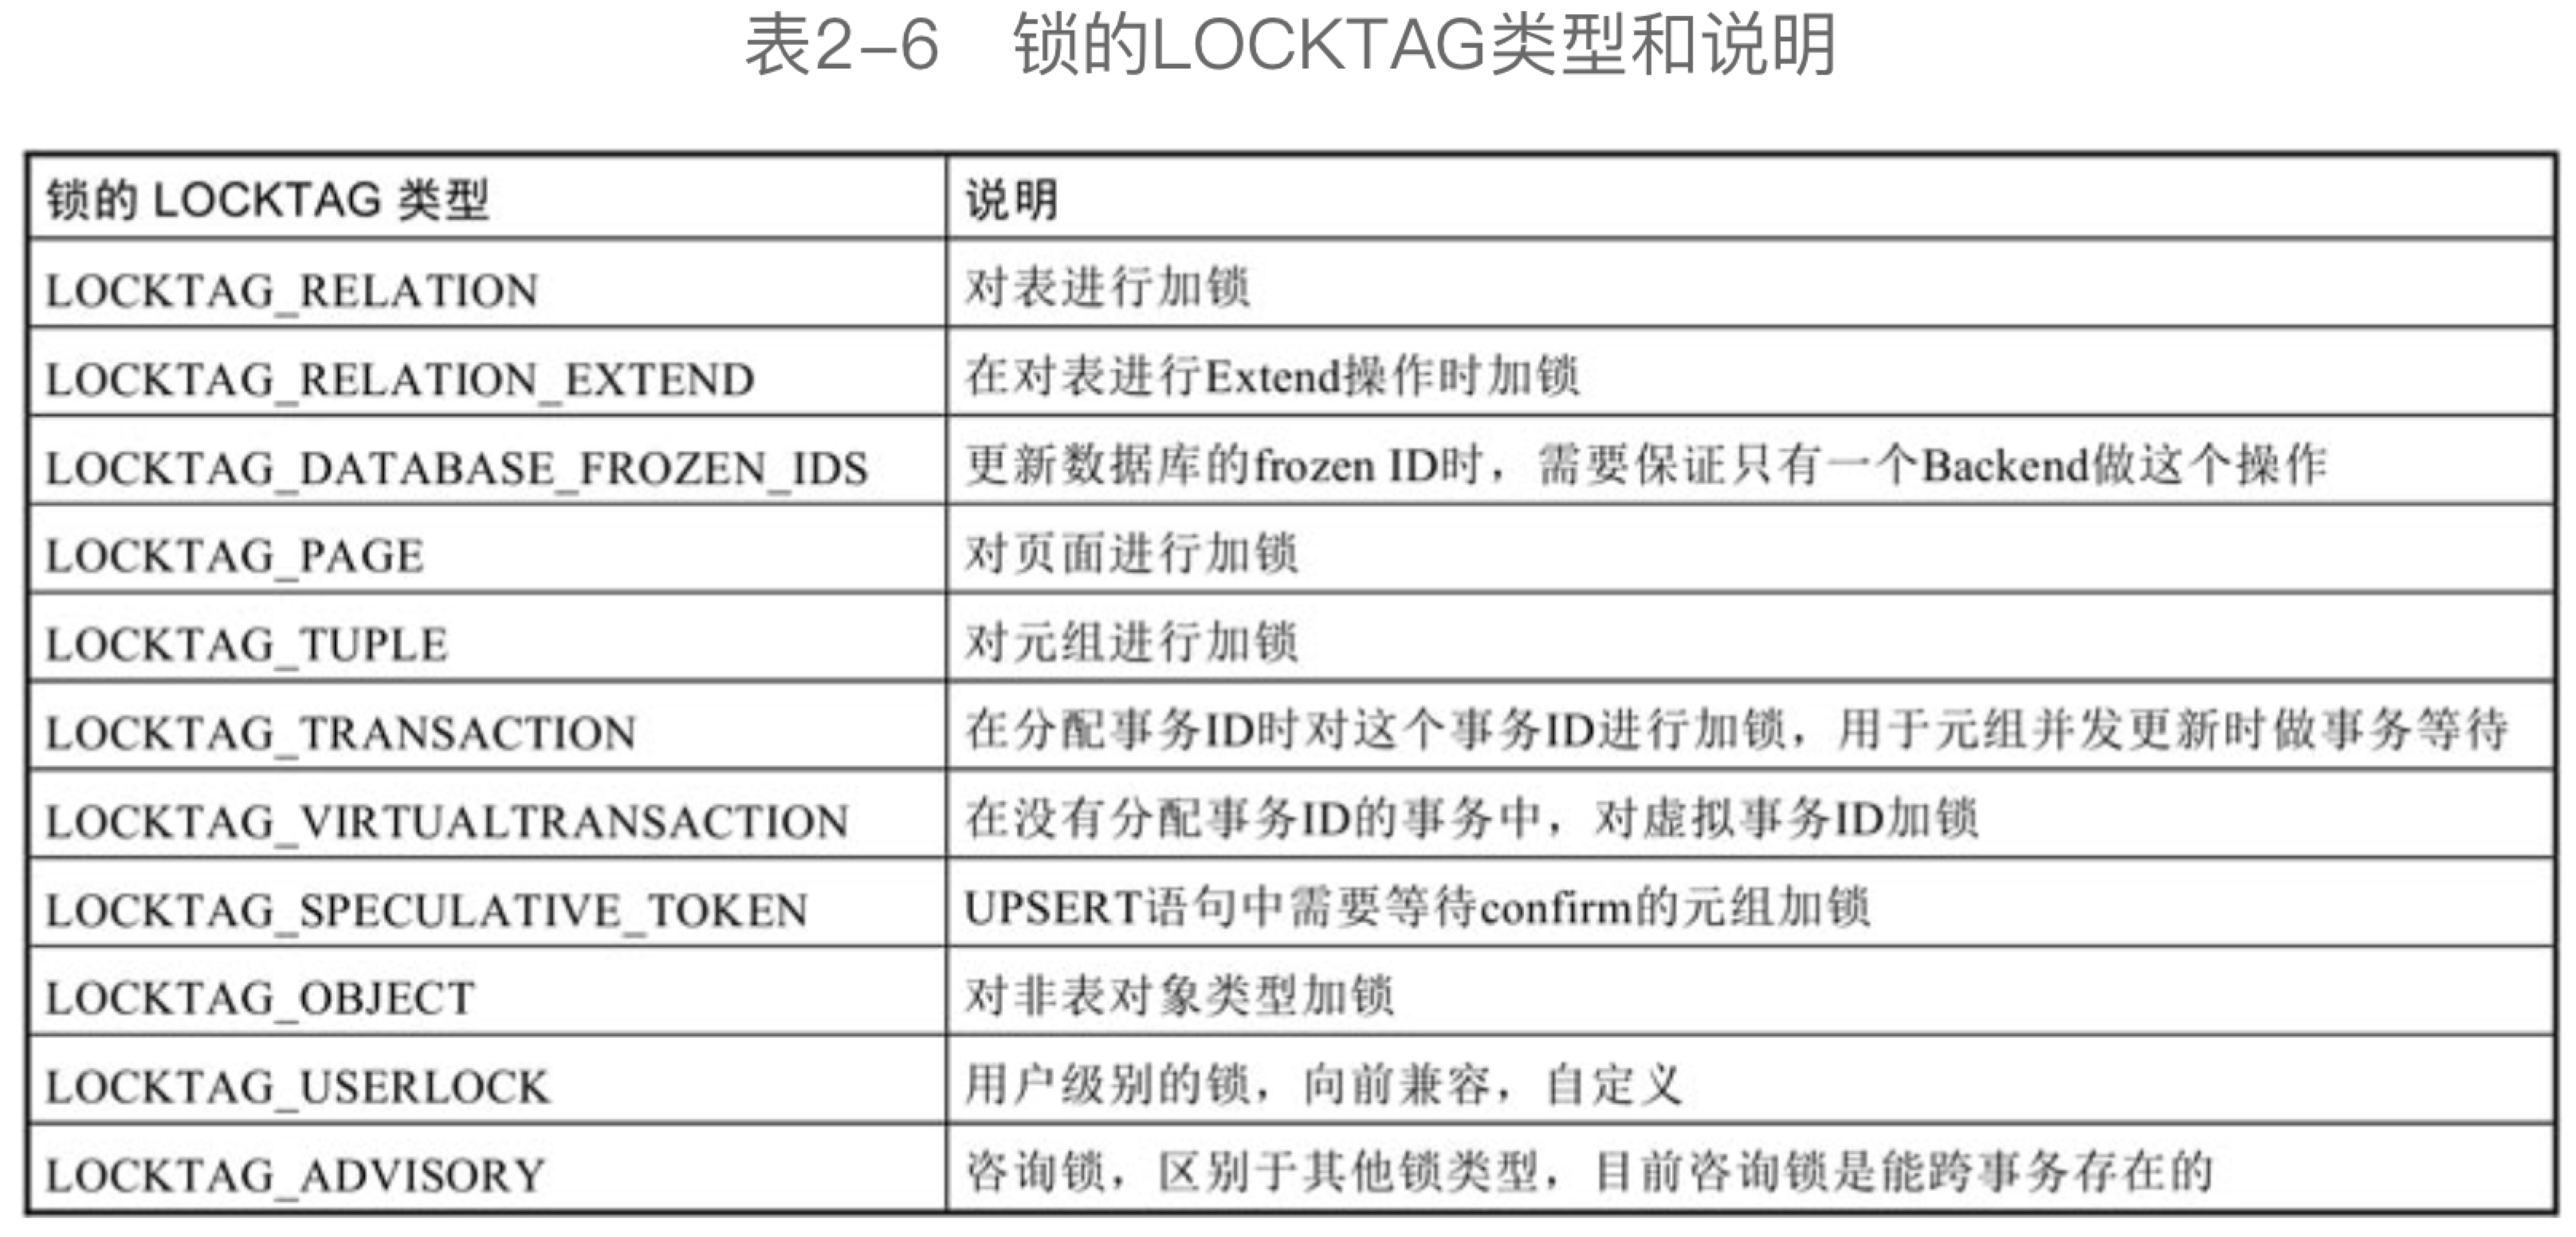 表2-6 锁的LOCKTAG类型和说明
锁的 LOCKTAG 类型 说明
LOCKTAG_RELATION 对表进行加锁
LOCKTAG_RELATION_EXTEND 在对表进行Extend操作时加锁
LOCKTAG_DATABASE_FROZEN_IDS 更新数据库的frozen ID时，需要保证只有一个Backend做这个操作
LOCKTAG_PAGE 对页面进行加锁
LOCKTAG_TUPLE 对元组进行加锁
LOCKTAG_TRANSACTION 在分配事务ID时对这个事务ID进行加锁，用于元组并发更新时做事务等待
LOCKTAG_VIRTUALTRANSACTION 在没有分配事务ID的事务中，对虚拟事务ID加锁
LOCKTAG_SPECULATIVE_TOKEN UPSERT语句中需要等待confirm的元组加锁
LOCKTAG_OBJECT 对非表对象类型加锁
LOCKTAG_USERLOCK 用户级别的锁，向前兼容，自定义
LOCKTAG_ADVISORY 咨询锁，区别于其他锁类型，目前咨询锁是能跨事务存在的